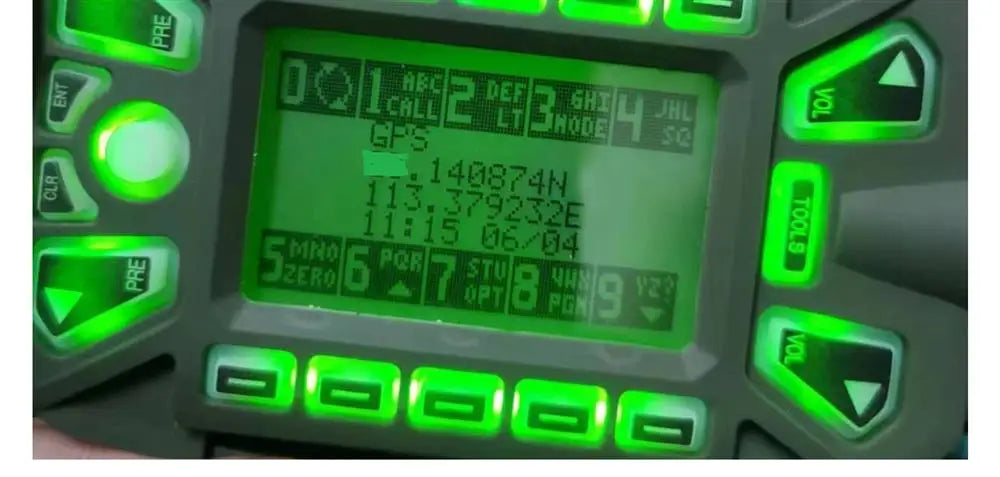 PRE
ENT
CLR
PRE
0 1 ABC CALL 2 DEF LT 3 GHI MODE 4 JHL SQ
GPS
.140874N
113.379232E
11:15 06/04
5 MNO ZERO 6 PQR 7 STU OPT 8 VWX PGM 9 YZ?
VOL
TOOLS
VOL